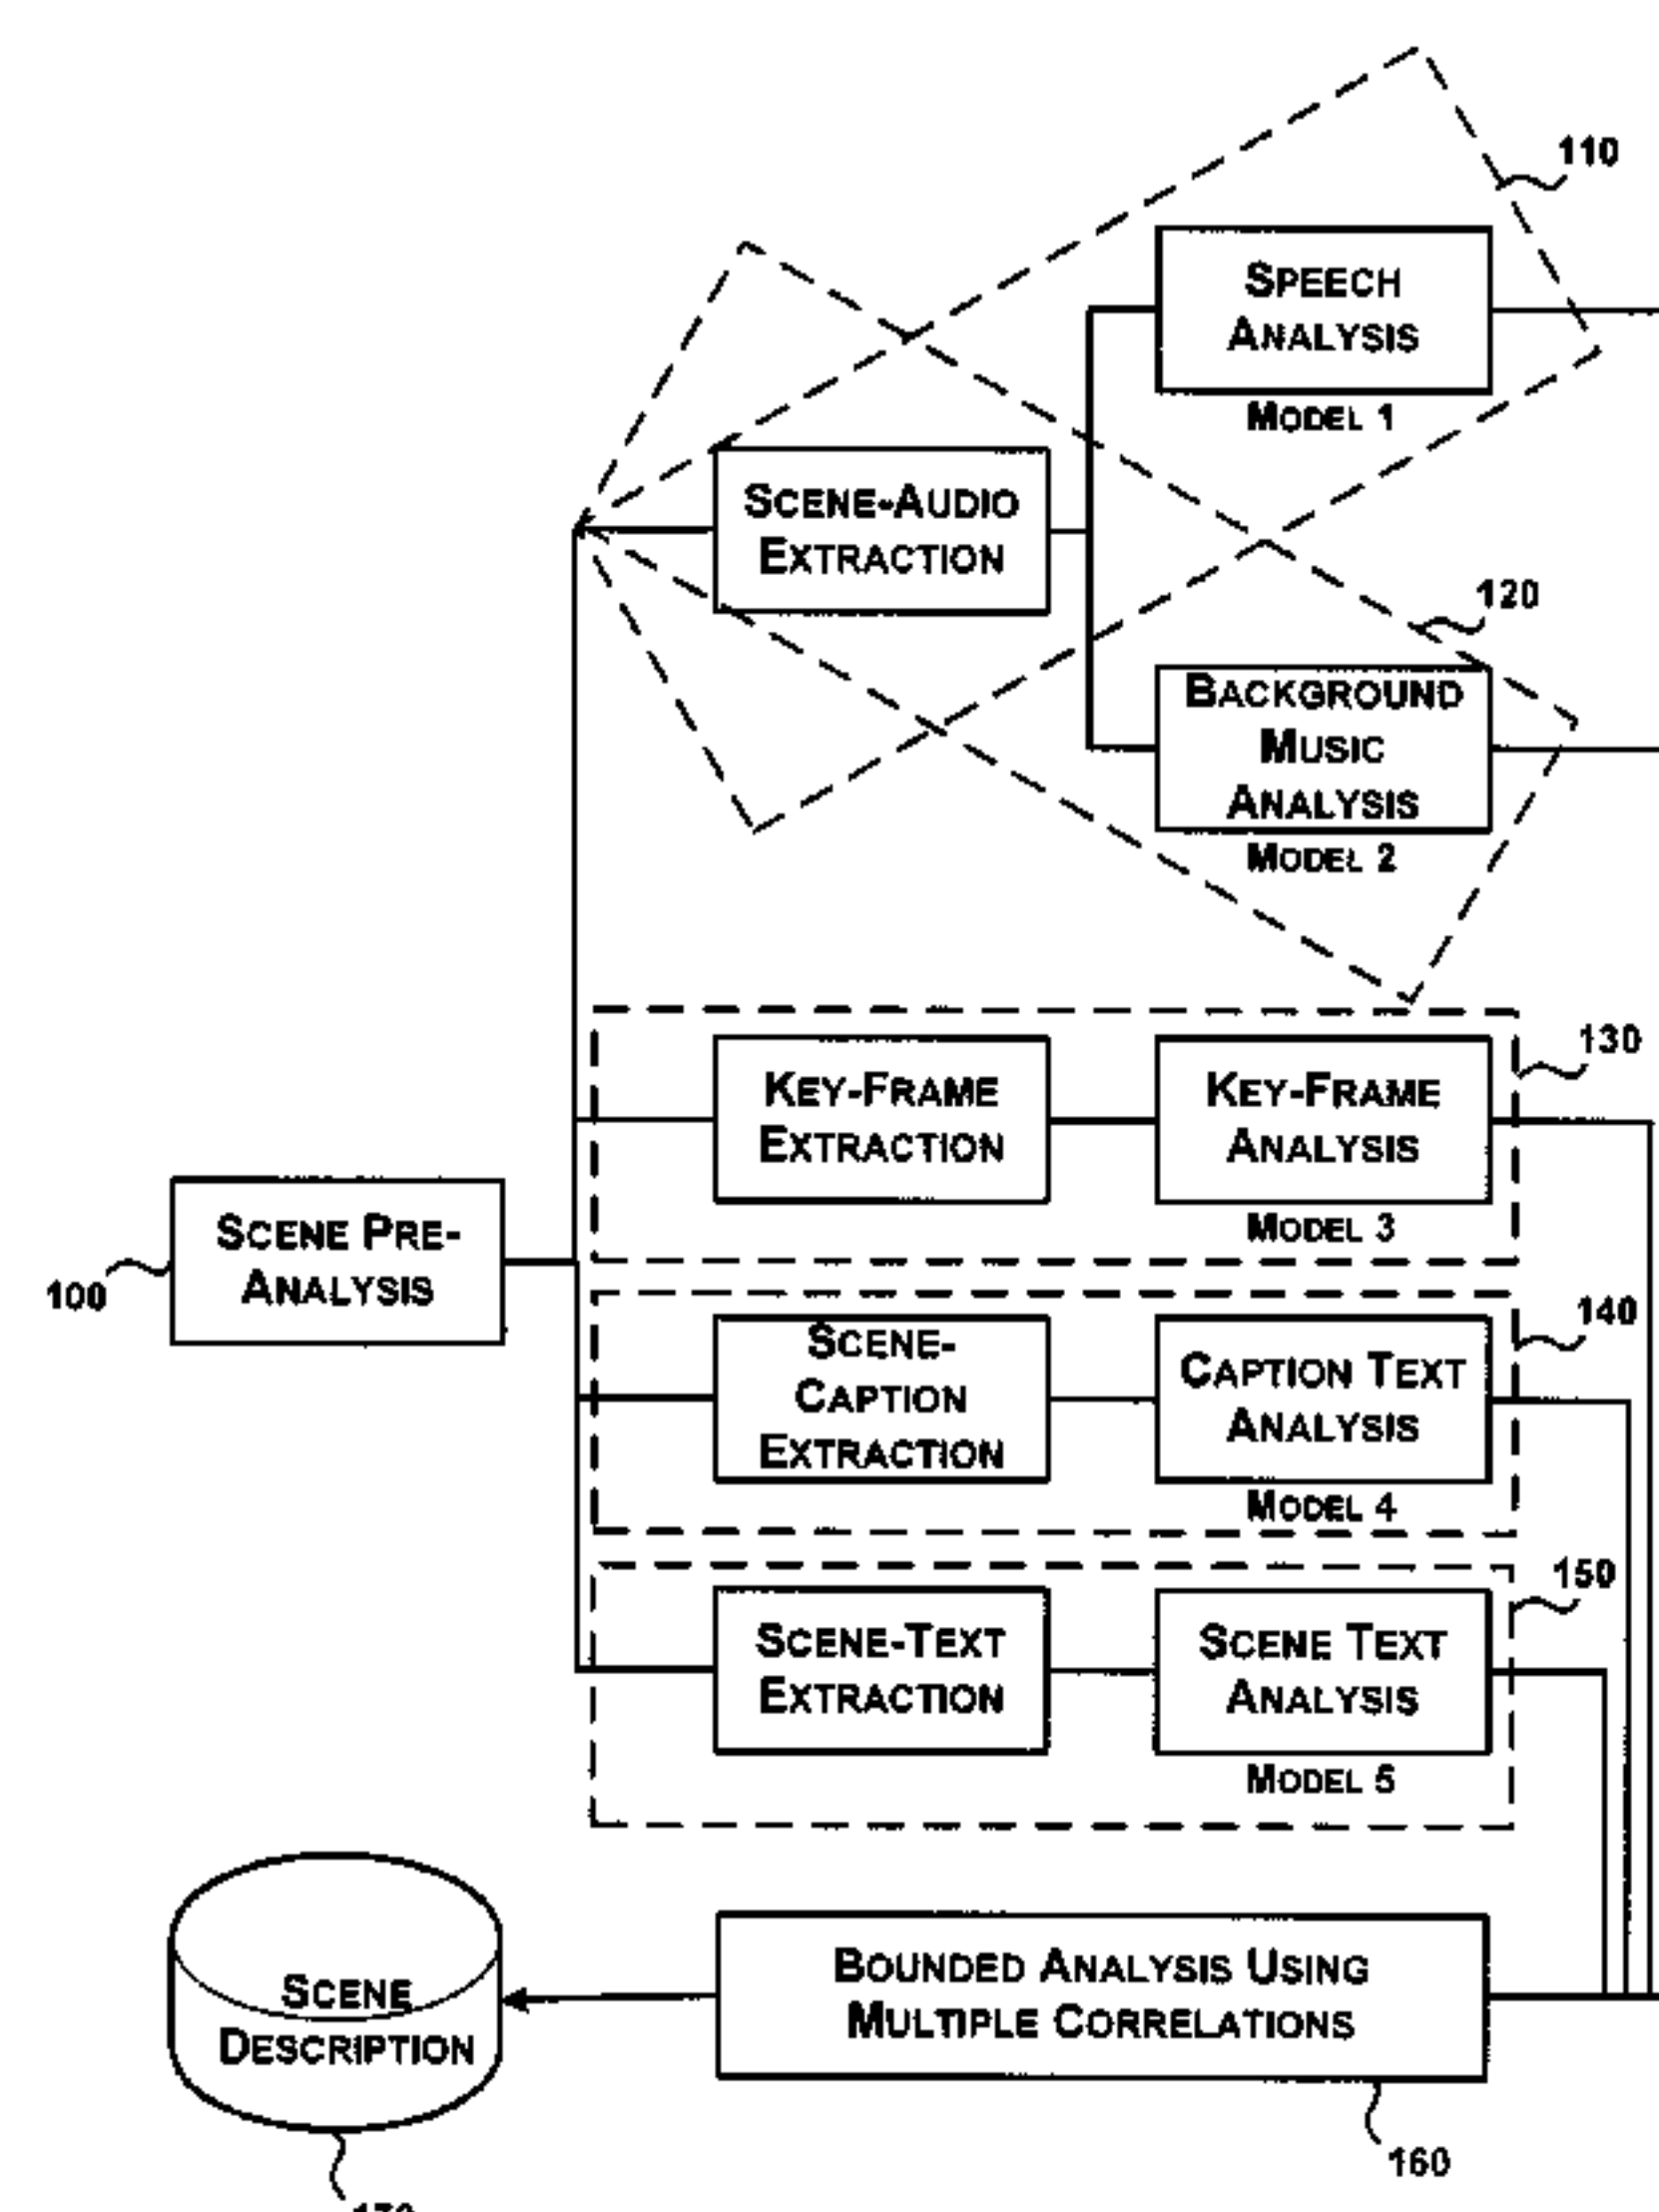 110
SPEECH
ANALYSIS
MODEL 1
SCENE-AUDIO
EXTRACTION
120
BACKGROUND
MUSIC
ANALYSIS
MODEL 2
130
KEY-FRAME
EXTRACTION
KEY-FRAME
ANALYSIS
MODEL 3
SCENE PRE-
ANALYSIS
100
140
SCENE-
CAPTION
EXTRACTION
CAPTION TEXT
ANALYSIS
MODEL 4
150
SCENE-TEXT
EXTRACTION
SCENE TEXT
ANALYSIS
MODEL 5
SCENE
DESCRIPTION
BOUNDED ANALYSIS USING
MULTIPLE CORRELATIONS
160